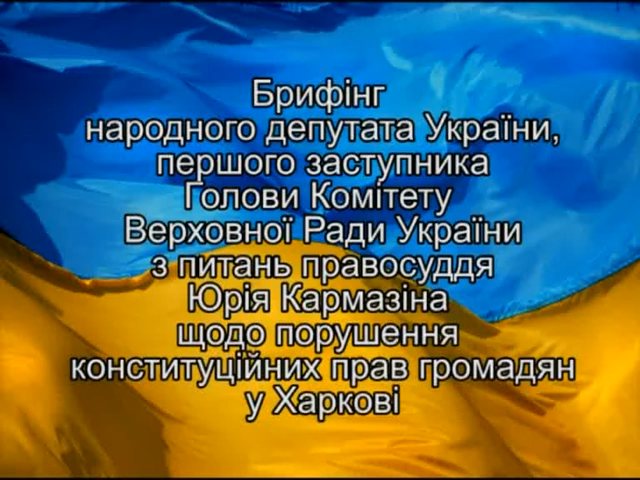 Брифінг
народного депутата України,
першого заступника
Голови Комітету
Верховної Ради України
з питань правосуддя
Юрія Кармазіна
щодо порушення
конституційних прав громадян
у Харкові